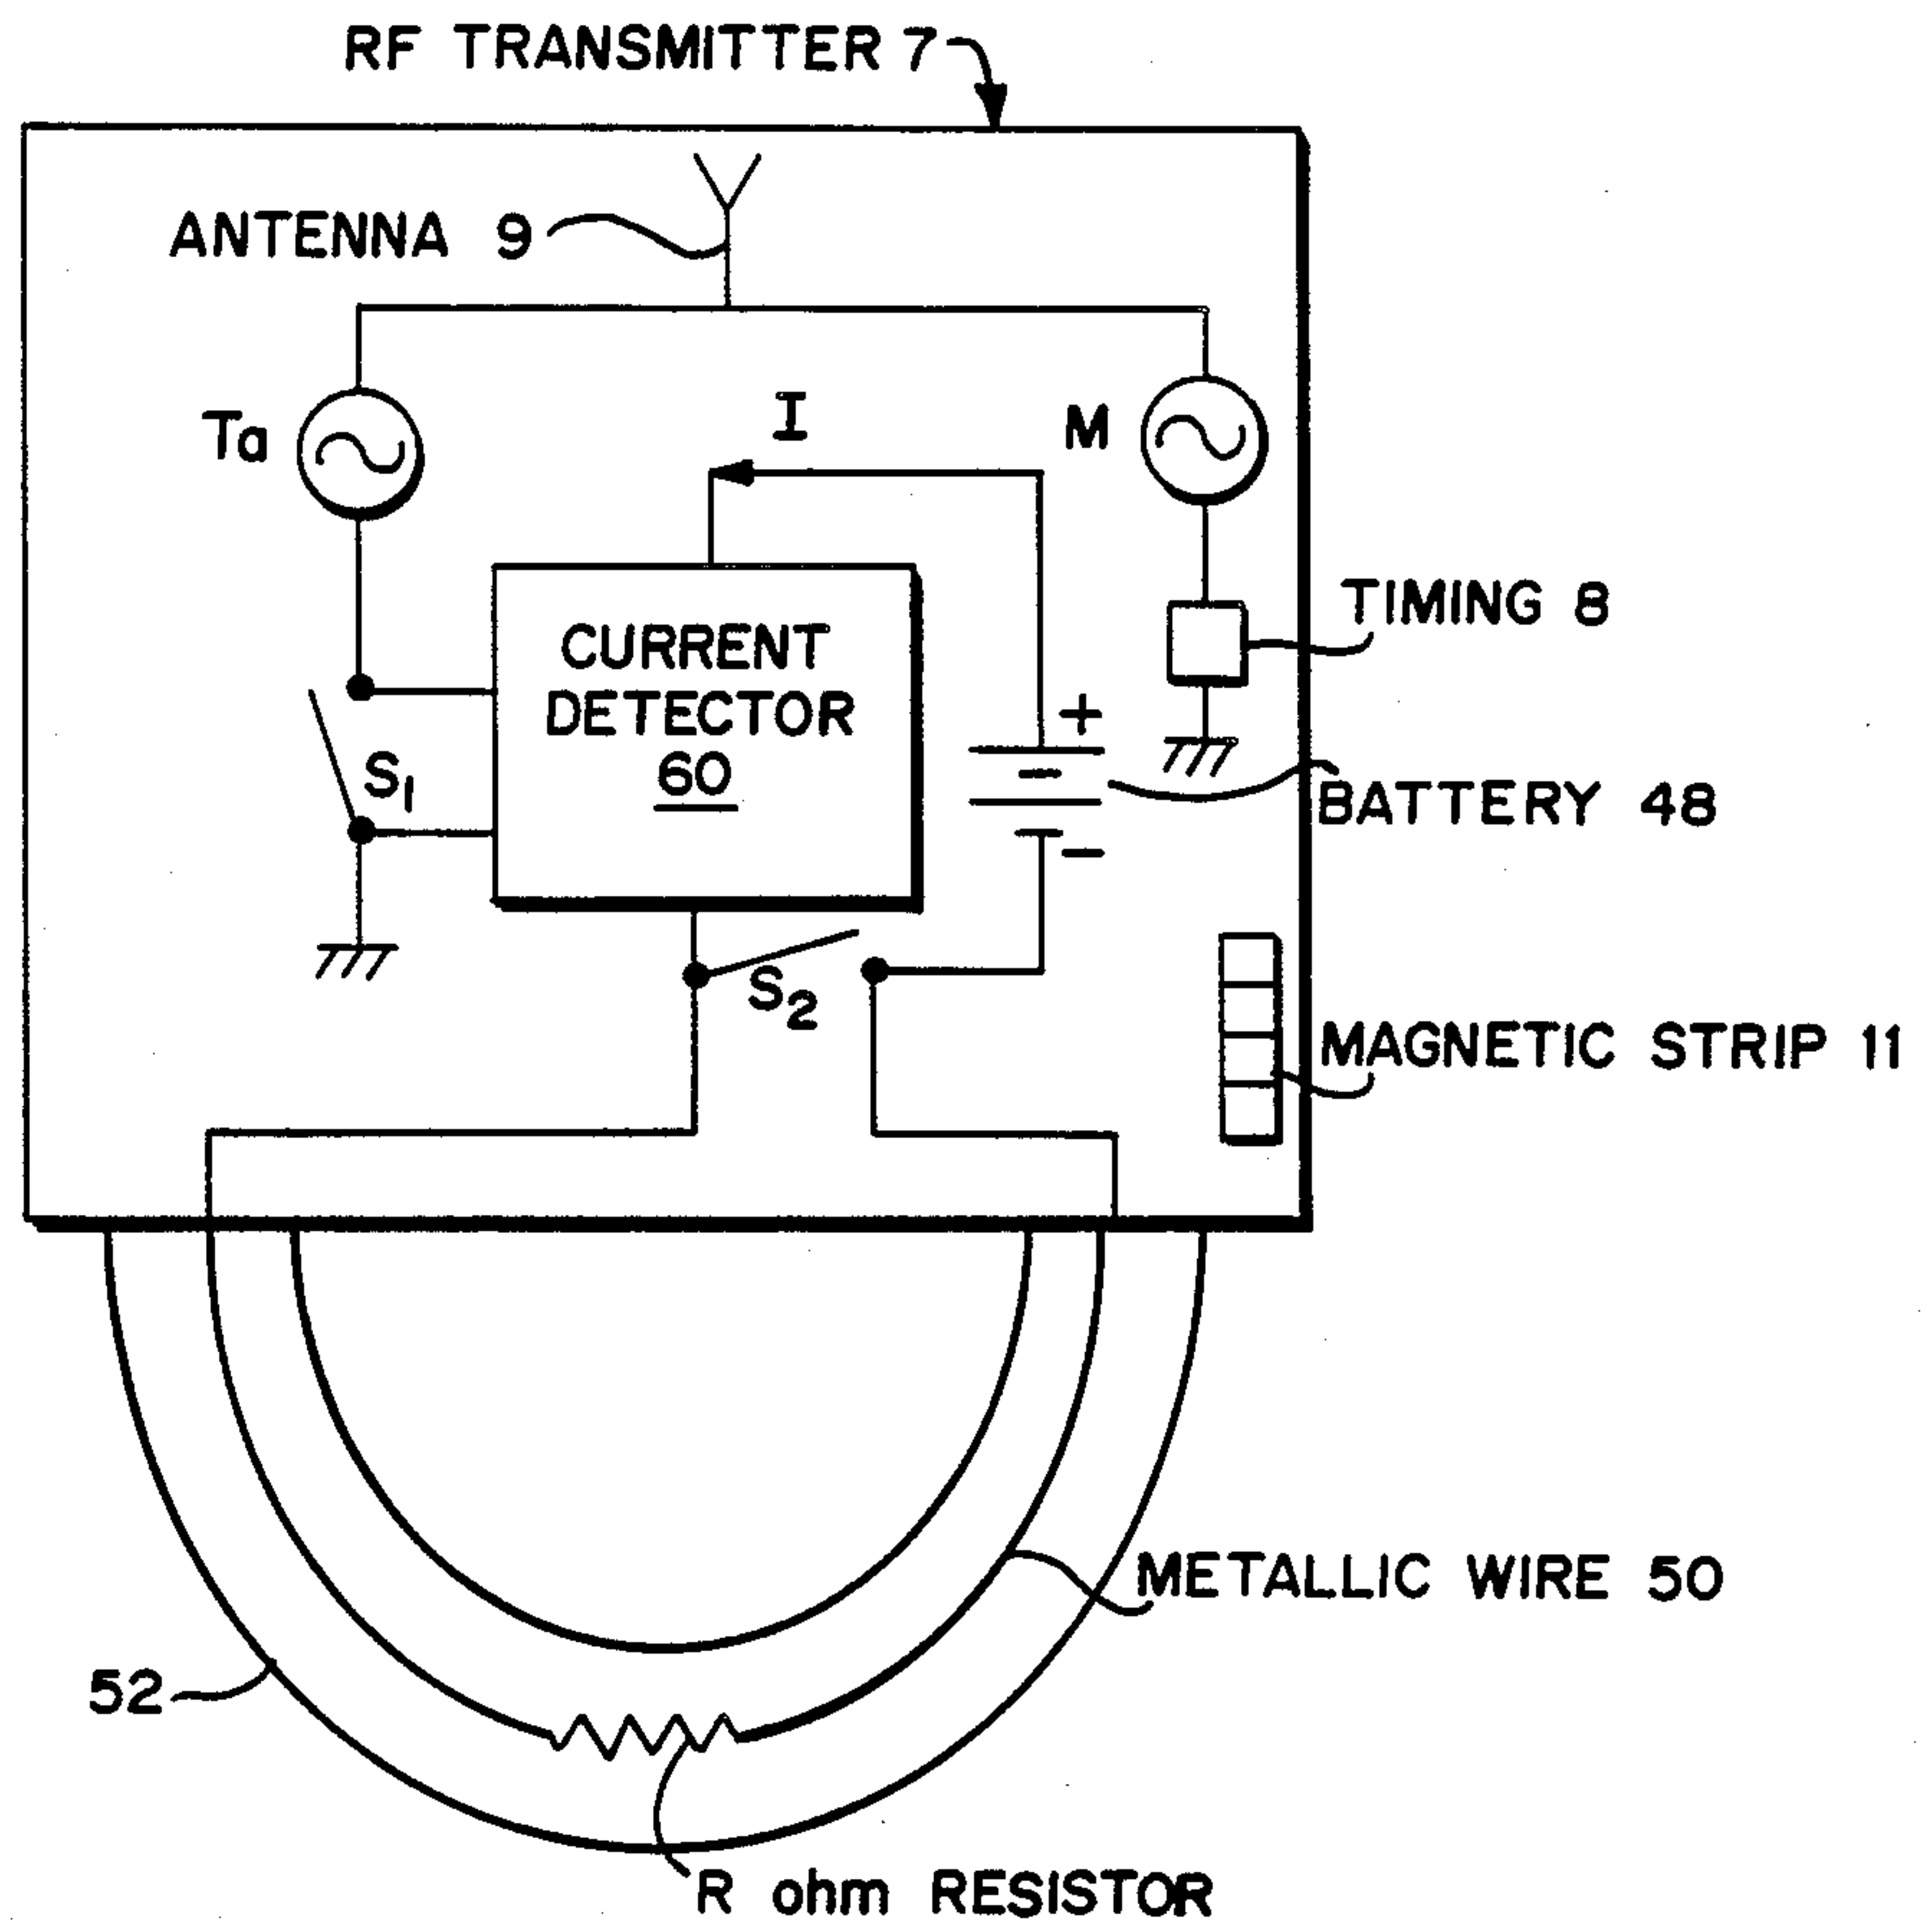 RF TRANSMITTER 7
ANTENNA 9
Ta
I
M
TIMING 8
CURRENT
DETECTOR
60
S1
+
BATTERY 48
−
S2
MAGNETIC STRIP 11
METALLIC WIRE 50
52
R ohm RESISTOR